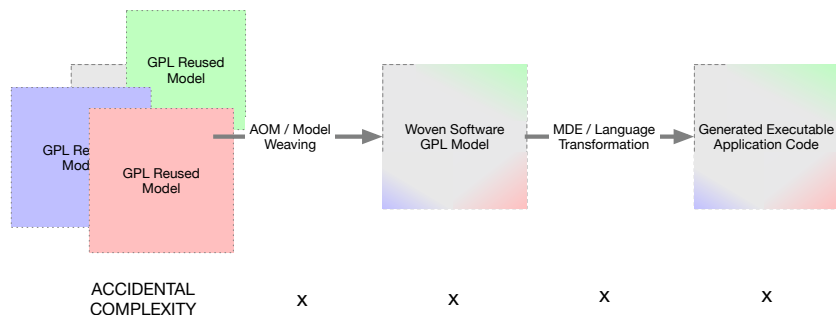 GPL Reused
Model
GPL Re
Mod
GPL Reused
Model
AOM / Model
Weaving
Woven Software
GPL Model
MDE / Language
Transformation
Generated Executable
Application Code
ACCIDENTAL
COMPLEXITY
x
x
x
x